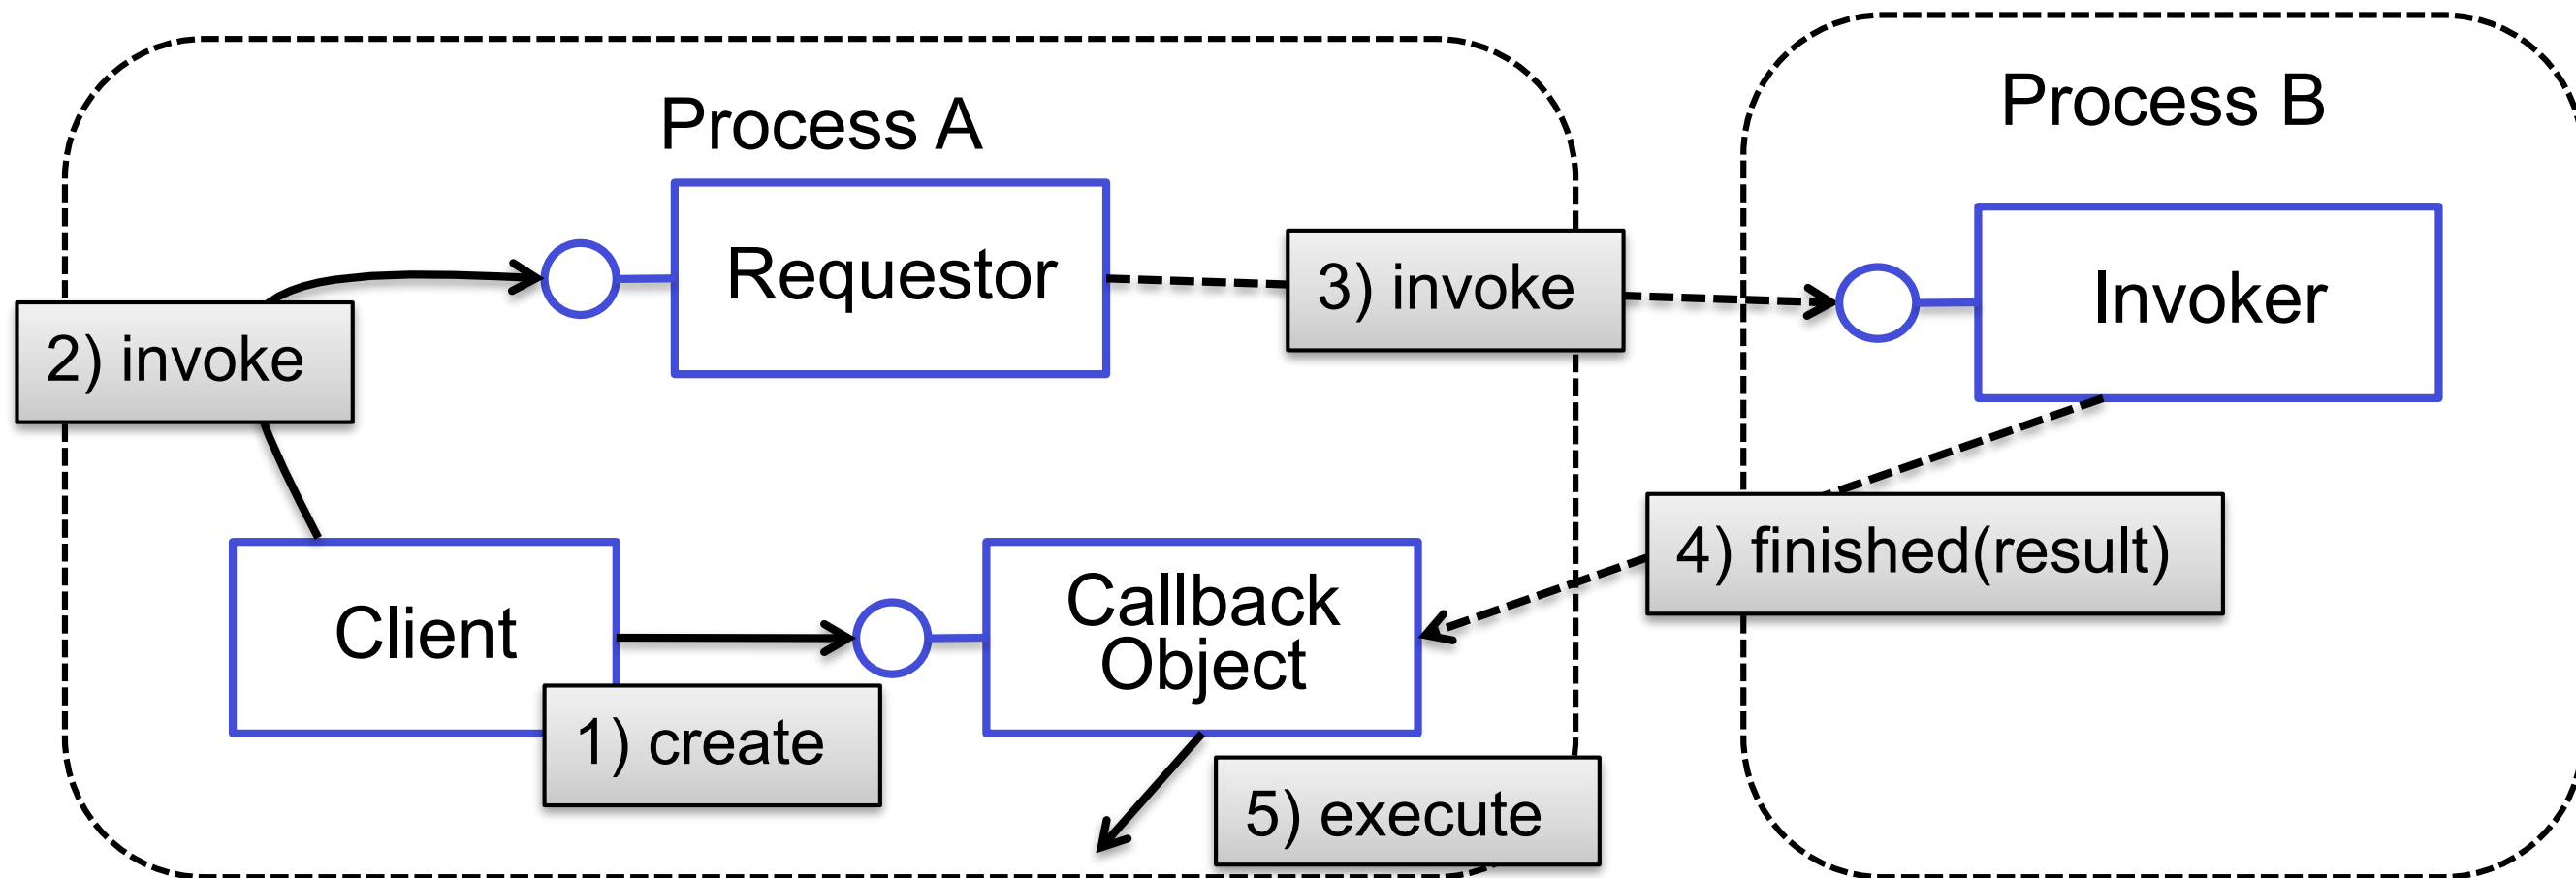 Process A
Process B
Requestor
3) invoke
Invoker
2) invoke
4) finished(result)
Client
Callback
Object
1) create
5) execute